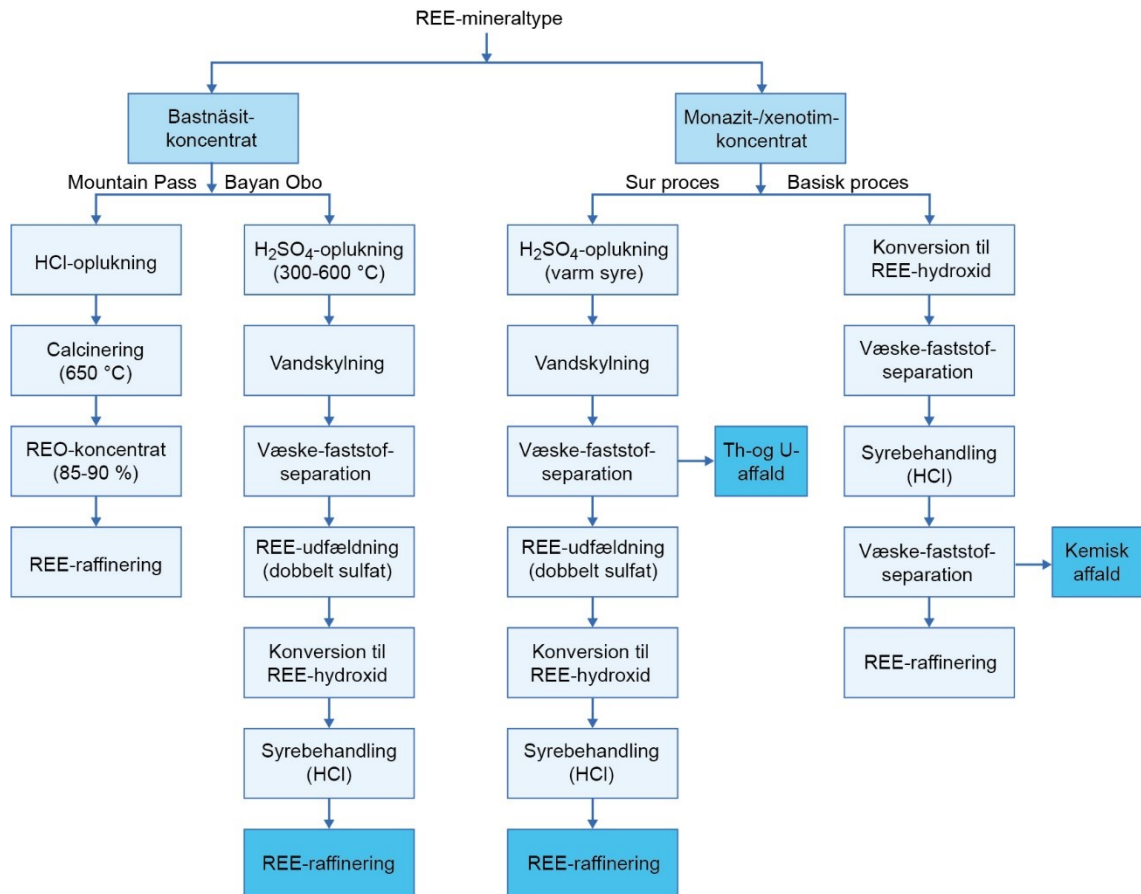 REE-mineraltype
Bastnäsit-
koncentrat
Monazit-/xenotim-
koncentrat
Mountain Pass
Bayan Obo
Sur proces
Basisk proces
HCl-oplukning
Calcinering
(650 °C)
REO-koncentrat
(85-90 %)
REE-raffinering
H₂SO₄-oplukning
(300-600 °C)
Vandskylning
Væske-faststof-
separation
REE-udfældning
(dobbelt sulfat)
Konversion til
REE-hydroxid
Syrebehandling
(HCl)
REE-raffinering
H₂SO₄-oplukning
(varm syre)
Vandskylning
Væske-faststof-
separation
Th-og U-
affald
REE-udfældning
(dobbelt sulfat)
Konversion til
REE-hydroxid
Syrebehandling
(HCl)
REE-raffinering
Konversion til
REE-hydroxid
Væske-faststof-
separation
Syrebehandling
(HCl)
Væske-faststof-
separation
Kemisk
affald
REE-raffinering